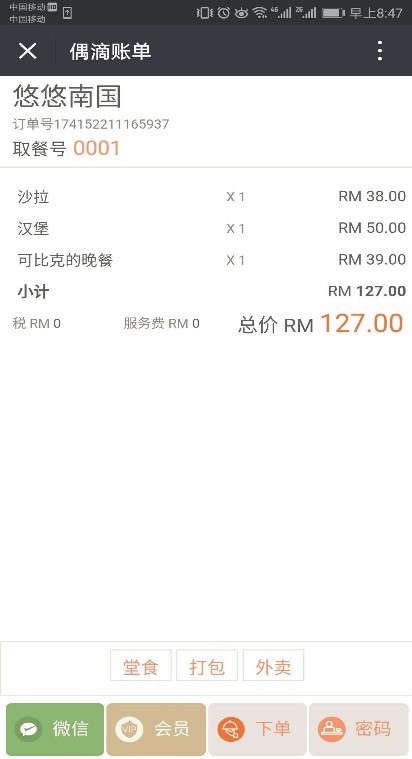 中国移动HD
中国移动
4G 2G 早上8:47
偶滴账单
悠悠南国
订单号174152211165937
取餐号 0001
沙拉 X 1 RM 38.00
汉堡 X 1 RM 50.00
可比克的晚餐 X 1 RM 39.00
小计 RM 127.00
税 RM 0 服务费 RM 0 总价 RM 127.00
堂食 打包 外卖
微信 VIP 会员 下单 密码